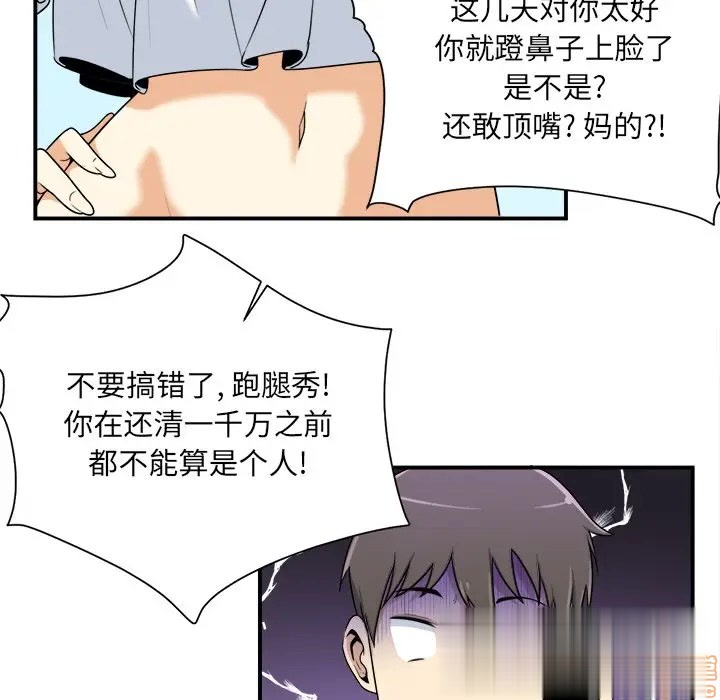 这几天对你太好
你就蹬鼻子上脸了
是不是?
还敢顶嘴? 妈的?!
不要搞错了, 跑腿秀!
你在还清一千万之前
都不能算是个人!